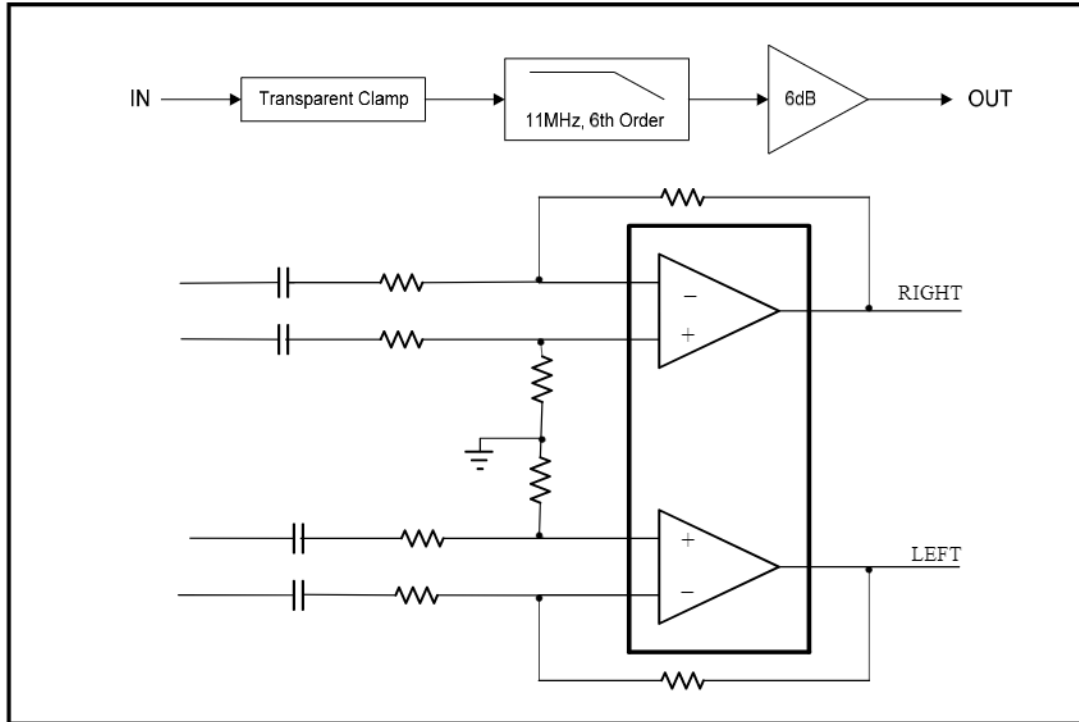 IN
Transparent Clamp
11MHz, 6th Order
6dB
OUT
−
+
RIGHT
+
−
LEFT